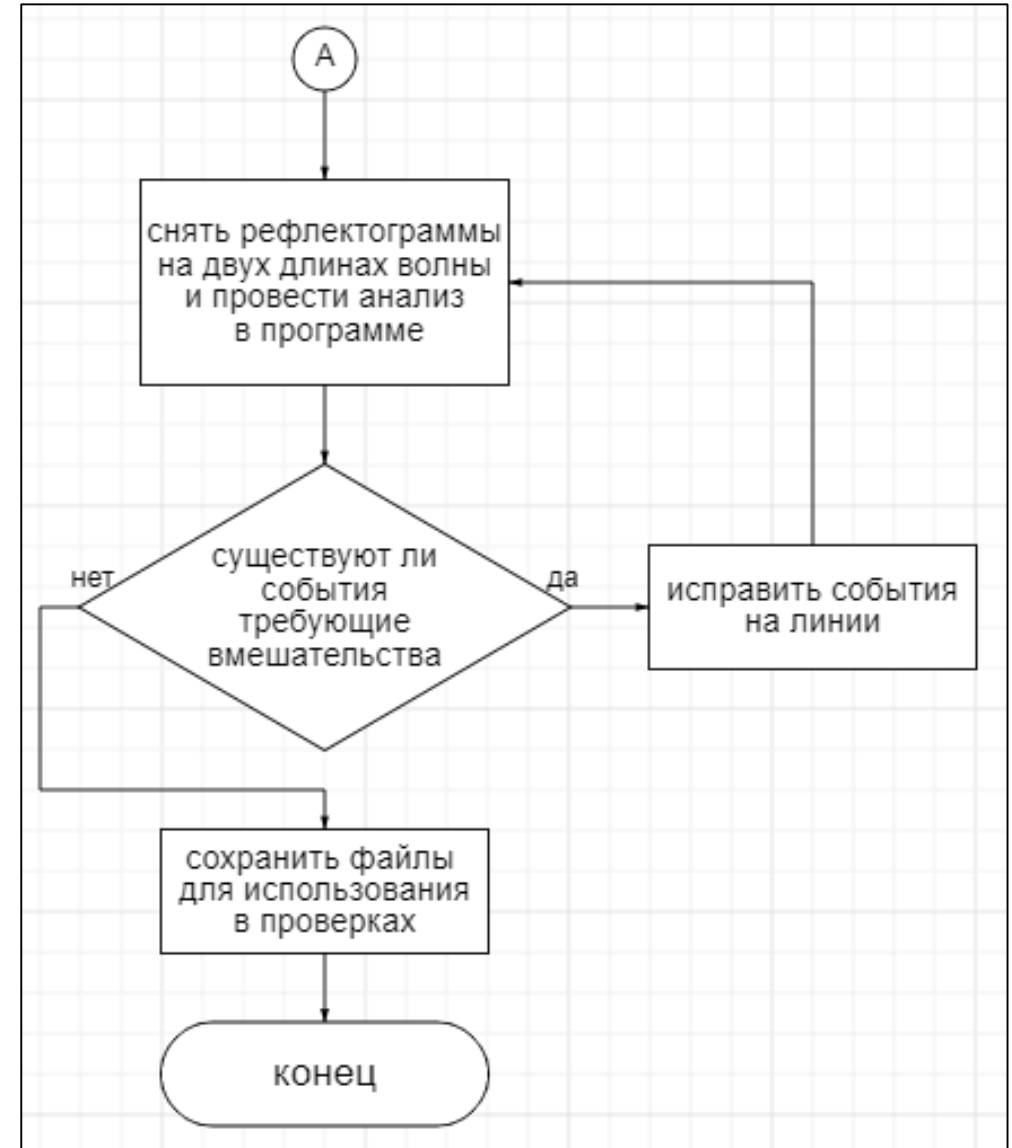 А
снять рефлектограммы
на двух длинах волны
и провести анализ
в программе
нет
существуют ли
события
требующие
вмешательства
да
исправить события
на линии
сохранить файлы
для использования
в проверках
конец